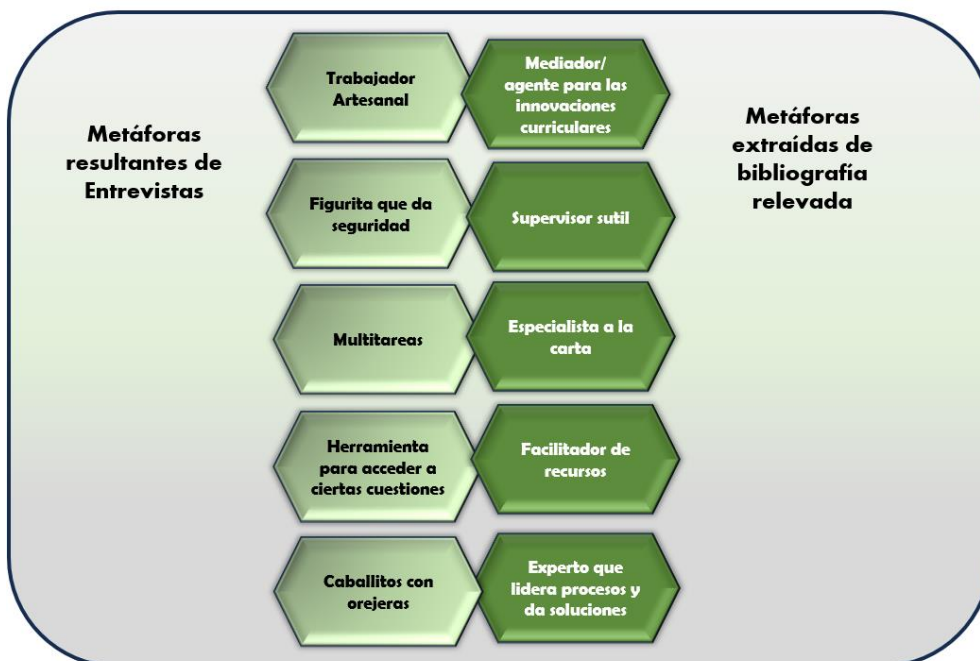 Metáforas
resultantes de
Entrevistas
Trabajador
Artesanal
Figurita que da
seguridad
Multitareas
Herramienta
para acceder a
ciertas cuestiones
Caballitos con
orejeras
Mediador/
agente para las
innovaciones
curriculares
Supervisor sutil
Especialista a la
carta
Facilitador de
recursos
Experto que
lidera procesos y
da soluciones
Metáforas
extraídas de
bibliografía
relevada